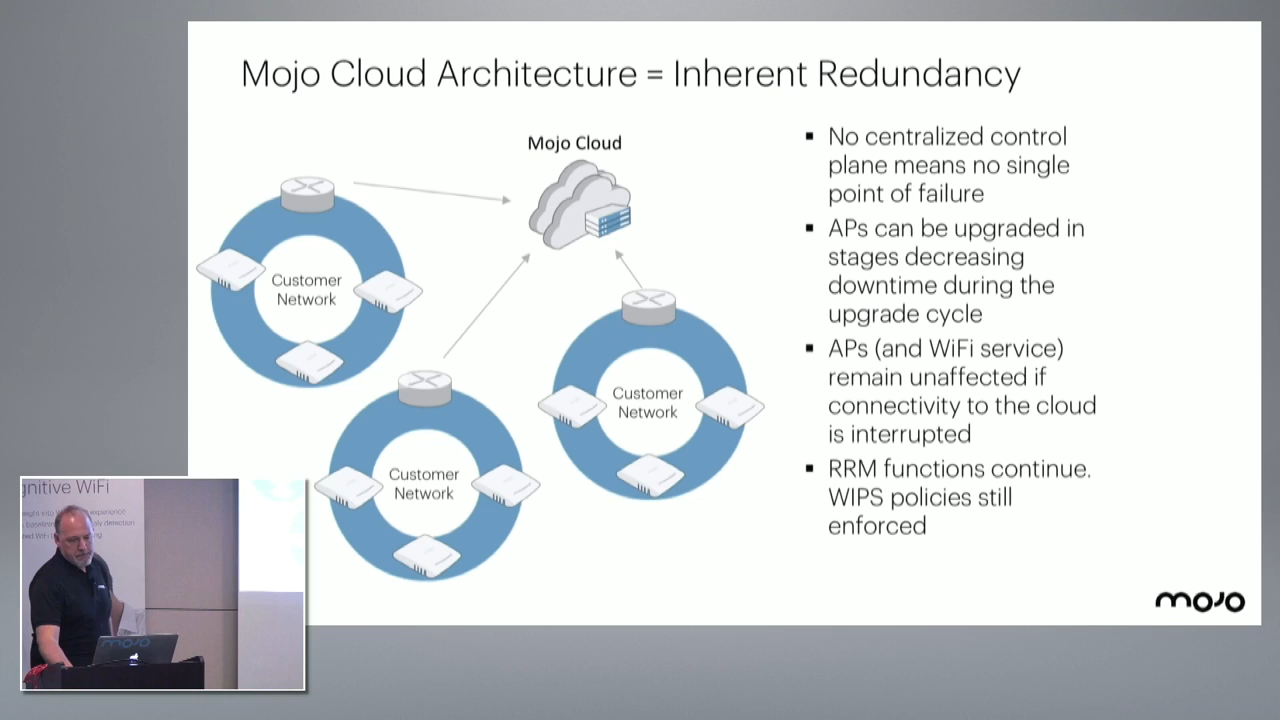 Mojo Cloud Architecture = Inherent Redundancy
Mojo Cloud
Customer
Network
Customer
Network
Customer
Network
▪ No centralized control
plane means no single
point of failure
▪ APs can be upgraded in
stages decreasing
downtime during the
upgrade cycle
▪ APs (and WiFi service)
remain unaffected if
connectivity to the cloud
is interrupted
▪ RRM functions continue.
WIPS policies still
enforced
mojo
gnitive WiFi
mojo